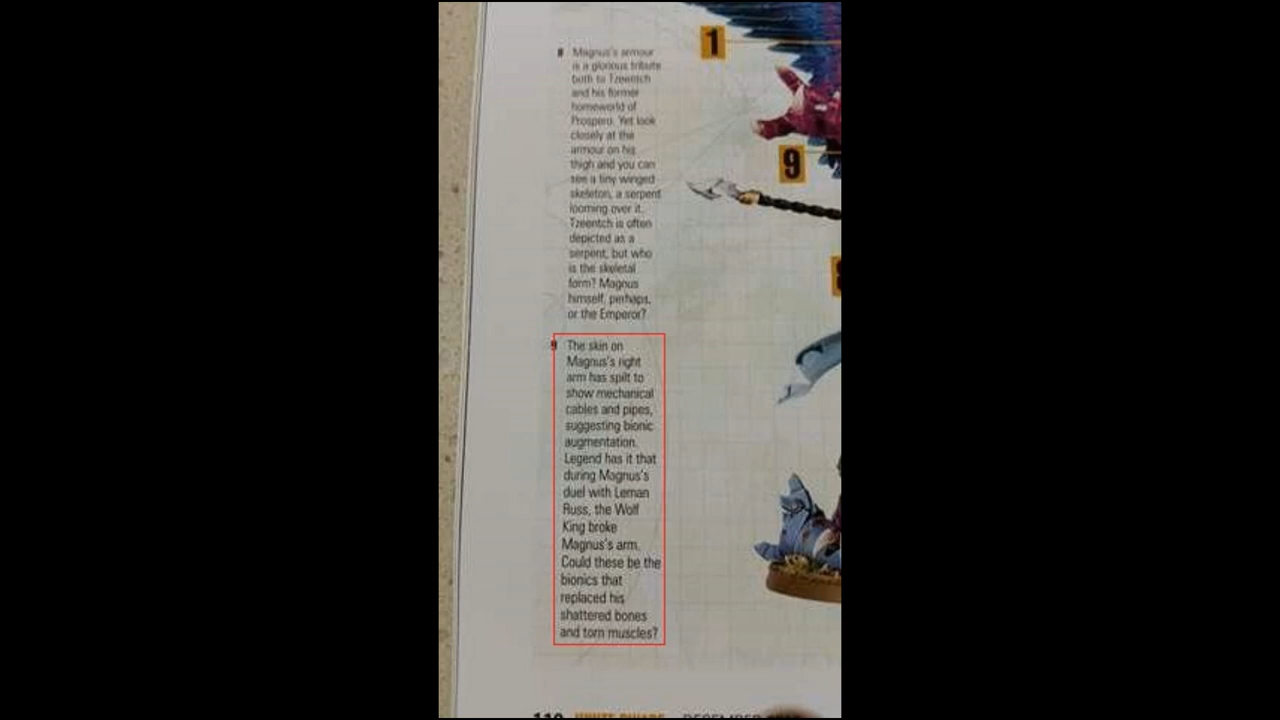 8 Magnus's armour
is a glorious tribute
both to Tzeentch
and his former
homeworld of
Prospero. Yet look
closely at the
armour on his
thigh and you can
see a tiny winged
skeleton, a serpent
looming over it.
Tzeentch is often
depicted as a
serpent, but who
is the skeletal
form? Magnus
himself, perhaps,
or the Emperor?
9 The skin on
Magnus's right
arm has spilt to
show mechanical
cables and pipes,
suggesting bionic
augmentation.
Legend has it that
during Magnus's
duel with Leman
Russ, the Wolf
King broke
Magnus's arm.
Could these be the
bionics that
replaced his
shattered bones
and torn muscles?
1
9
8
WHITE DWARF DECEMBER